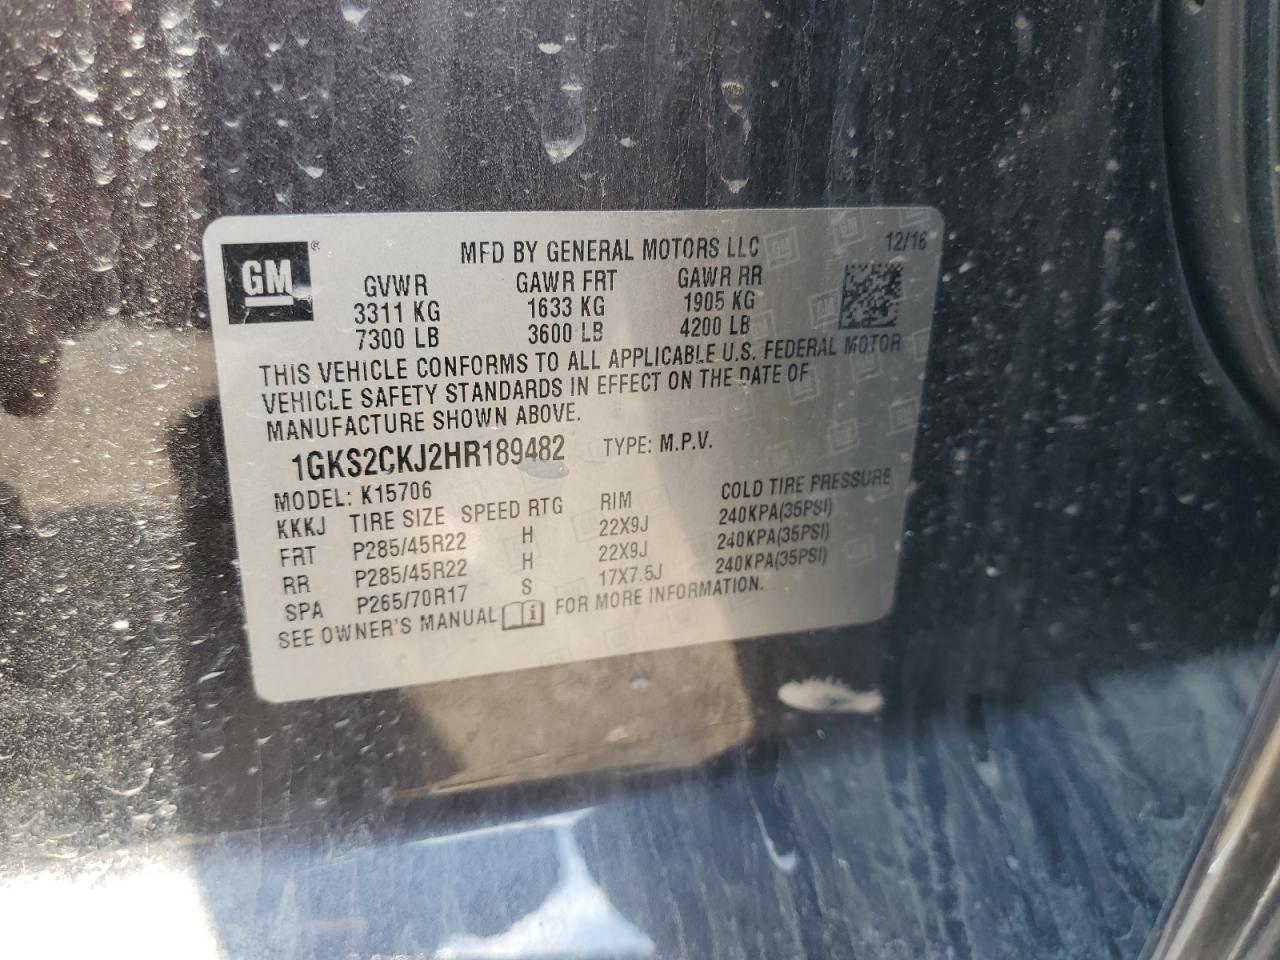 GM ®
MFD BY GENERAL MOTORS LLC 12/16
GVWR GAWR FRT GAWR RR
3311 KG 1633 KG 1905 KG
7300 LB 3600 LB 4200 LB
THIS VEHICLE CONFORMS TO ALL APPLICABLE U.S. FEDERAL MOTOR
VEHICLE SAFETY STANDARDS IN EFFECT ON THE DATE OF
MANUFACTURE SHOWN ABOVE.
1GKS2CKJ2HR189482 TYPE: M.P.V.
MODEL: K15706
KKKJ TIRE SIZE SPEED RTG RIM COLD TIRE PRESSURE
FRT P285/45R22 H 22X9J 240KPA(35PSI)
RR P285/45R22 H 22X9J 240KPA(35PSI)
SPA P265/70R17 S 17X7.5J 240KPA(35PSI)
SEE OWNER'S MANUAL FOR MORE INFORMATION.